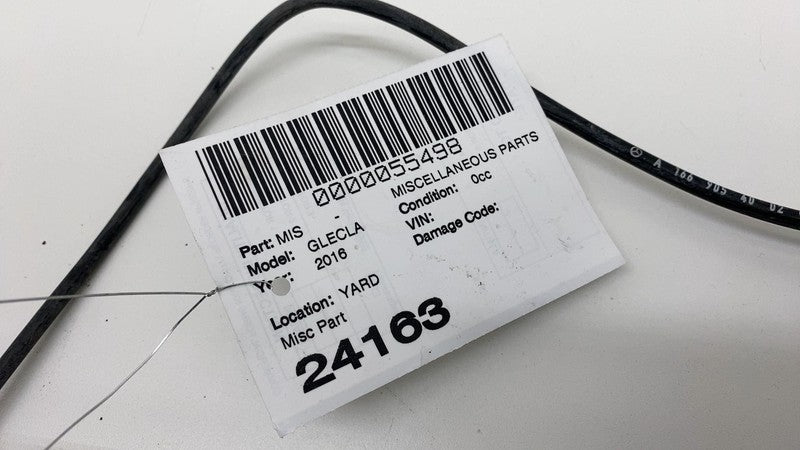 0000055498
Part: MIS - MISCELLANEOUS PARTS
Model: GLECLA Condition: 0cc
Year: 2016 VIN:
Damage Code:
Location: YARD
Misc Part
24163
A 166 905 40 02